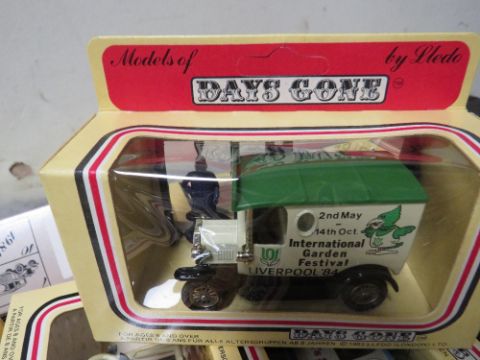 Models of
by Lledo
DAYS GONE
2nd May
-
14th Oct.
International
Garden
Festival
LIVERPOOL '84
FOR AGES 8 AND OVER
DAYS GONE